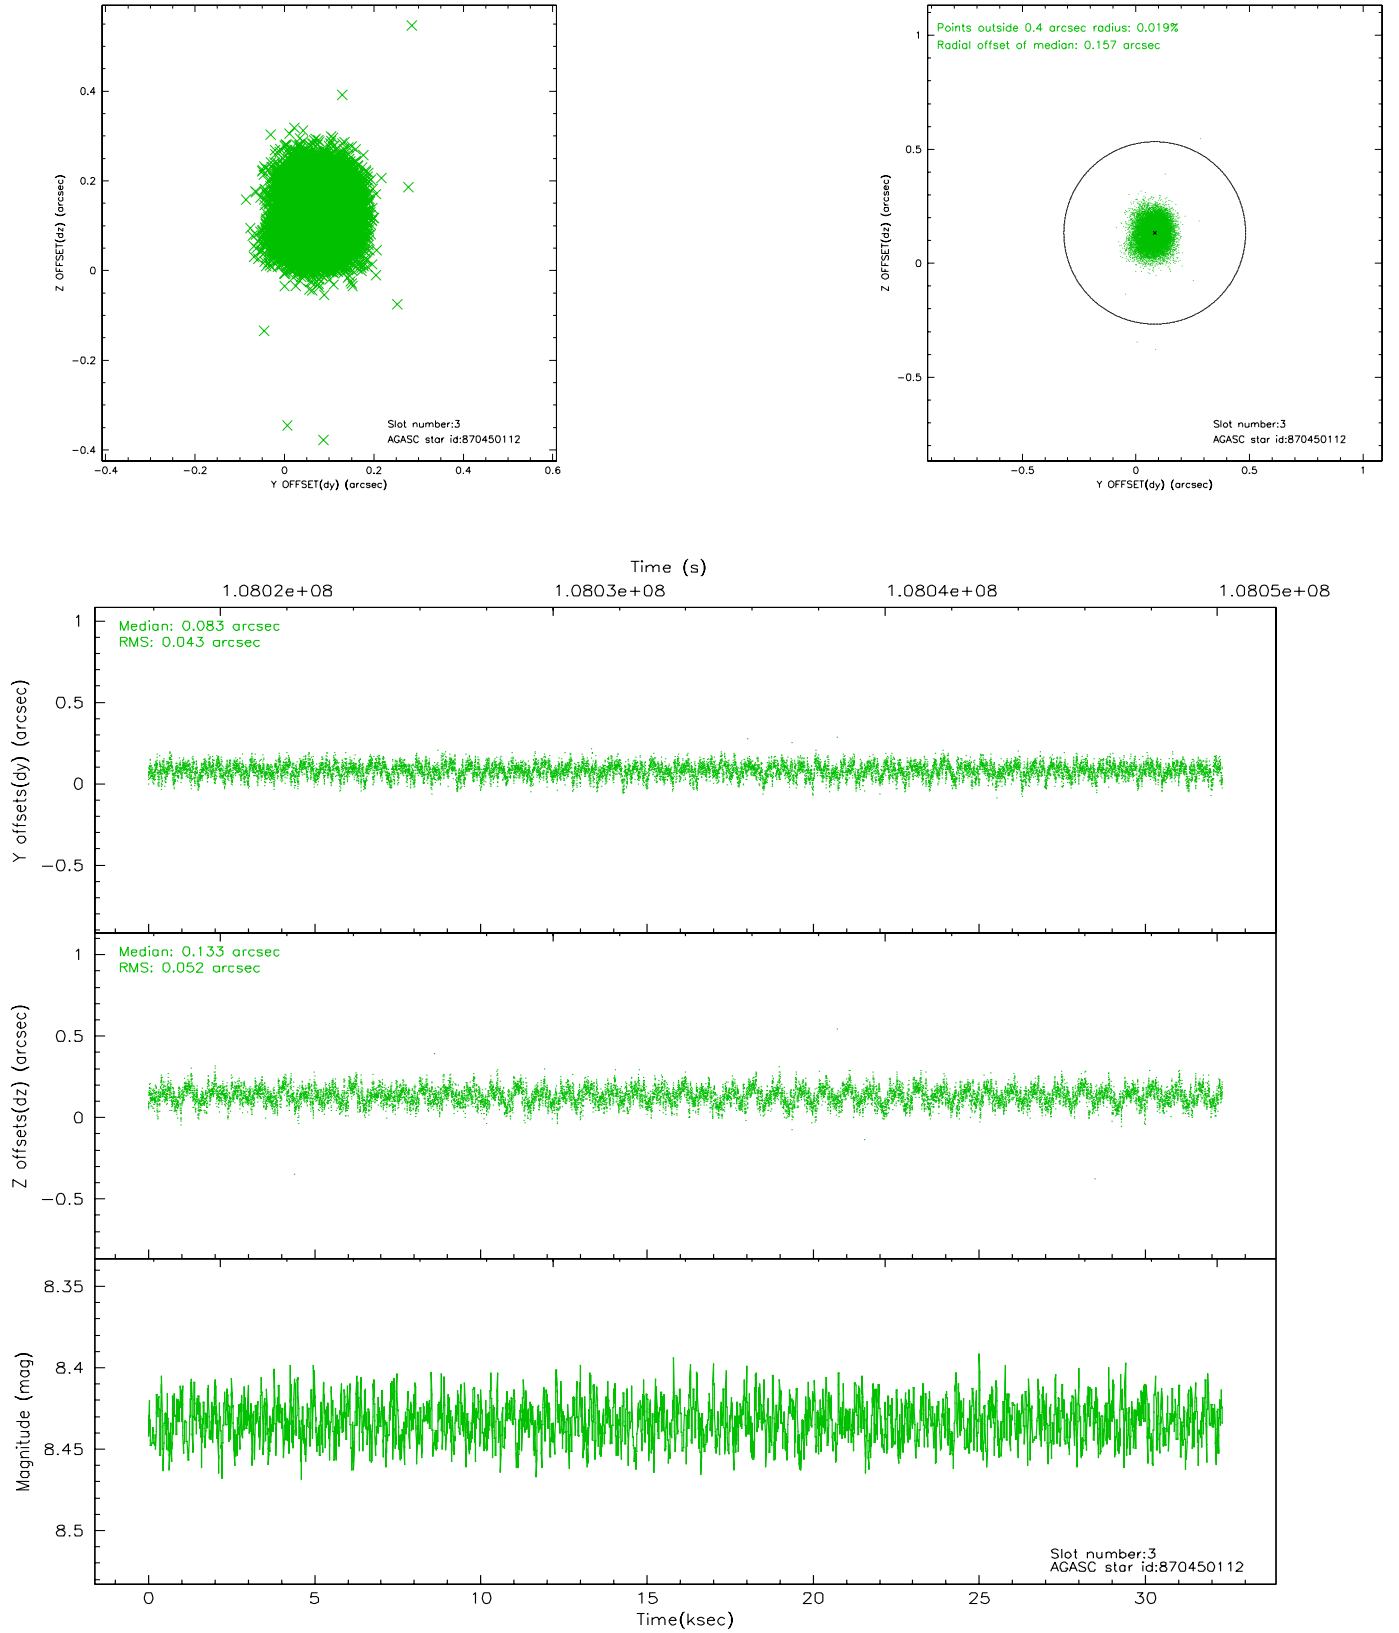 0.4
0.2
0
−0.2
−0.4
Z OFFSET(dz) (arcsec)
Slot number:3
AGASC star id:870450112
−0.4 −0.2 0 0.2 0.4 0.6
Y OFFSET(dy) (arcsec)
Points outside 0.4 arcsec radius: 0.019%
Radial offset of median: 0.157 arcsec
1
0.5
0
−0.5
Z OFFSET(dz) (arcsec)
Slot number:3
AGASC star id:870450112
−0.5 0 0.5 1
Y OFFSET(dy) (arcsec)
Time (s)
1.0802e+08 1.0803e+08 1.0804e+08 1.0805e+08
Median: 0.083 arcsec
RMS: 0.043 arcsec
1
0.5
0
−0.5
Y offsets(dy) (arcsec)
Median: 0.133 arcsec
RMS: 0.052 arcsec
1
0.5
0
−0.5
Z offsets(dz) (arcsec)
8.35
8.4
8.45
8.5
Magnitude (mag)
Slot number:3
AGASC star id:870450112
0 5 10 15 20 25 30
Time(ksec)